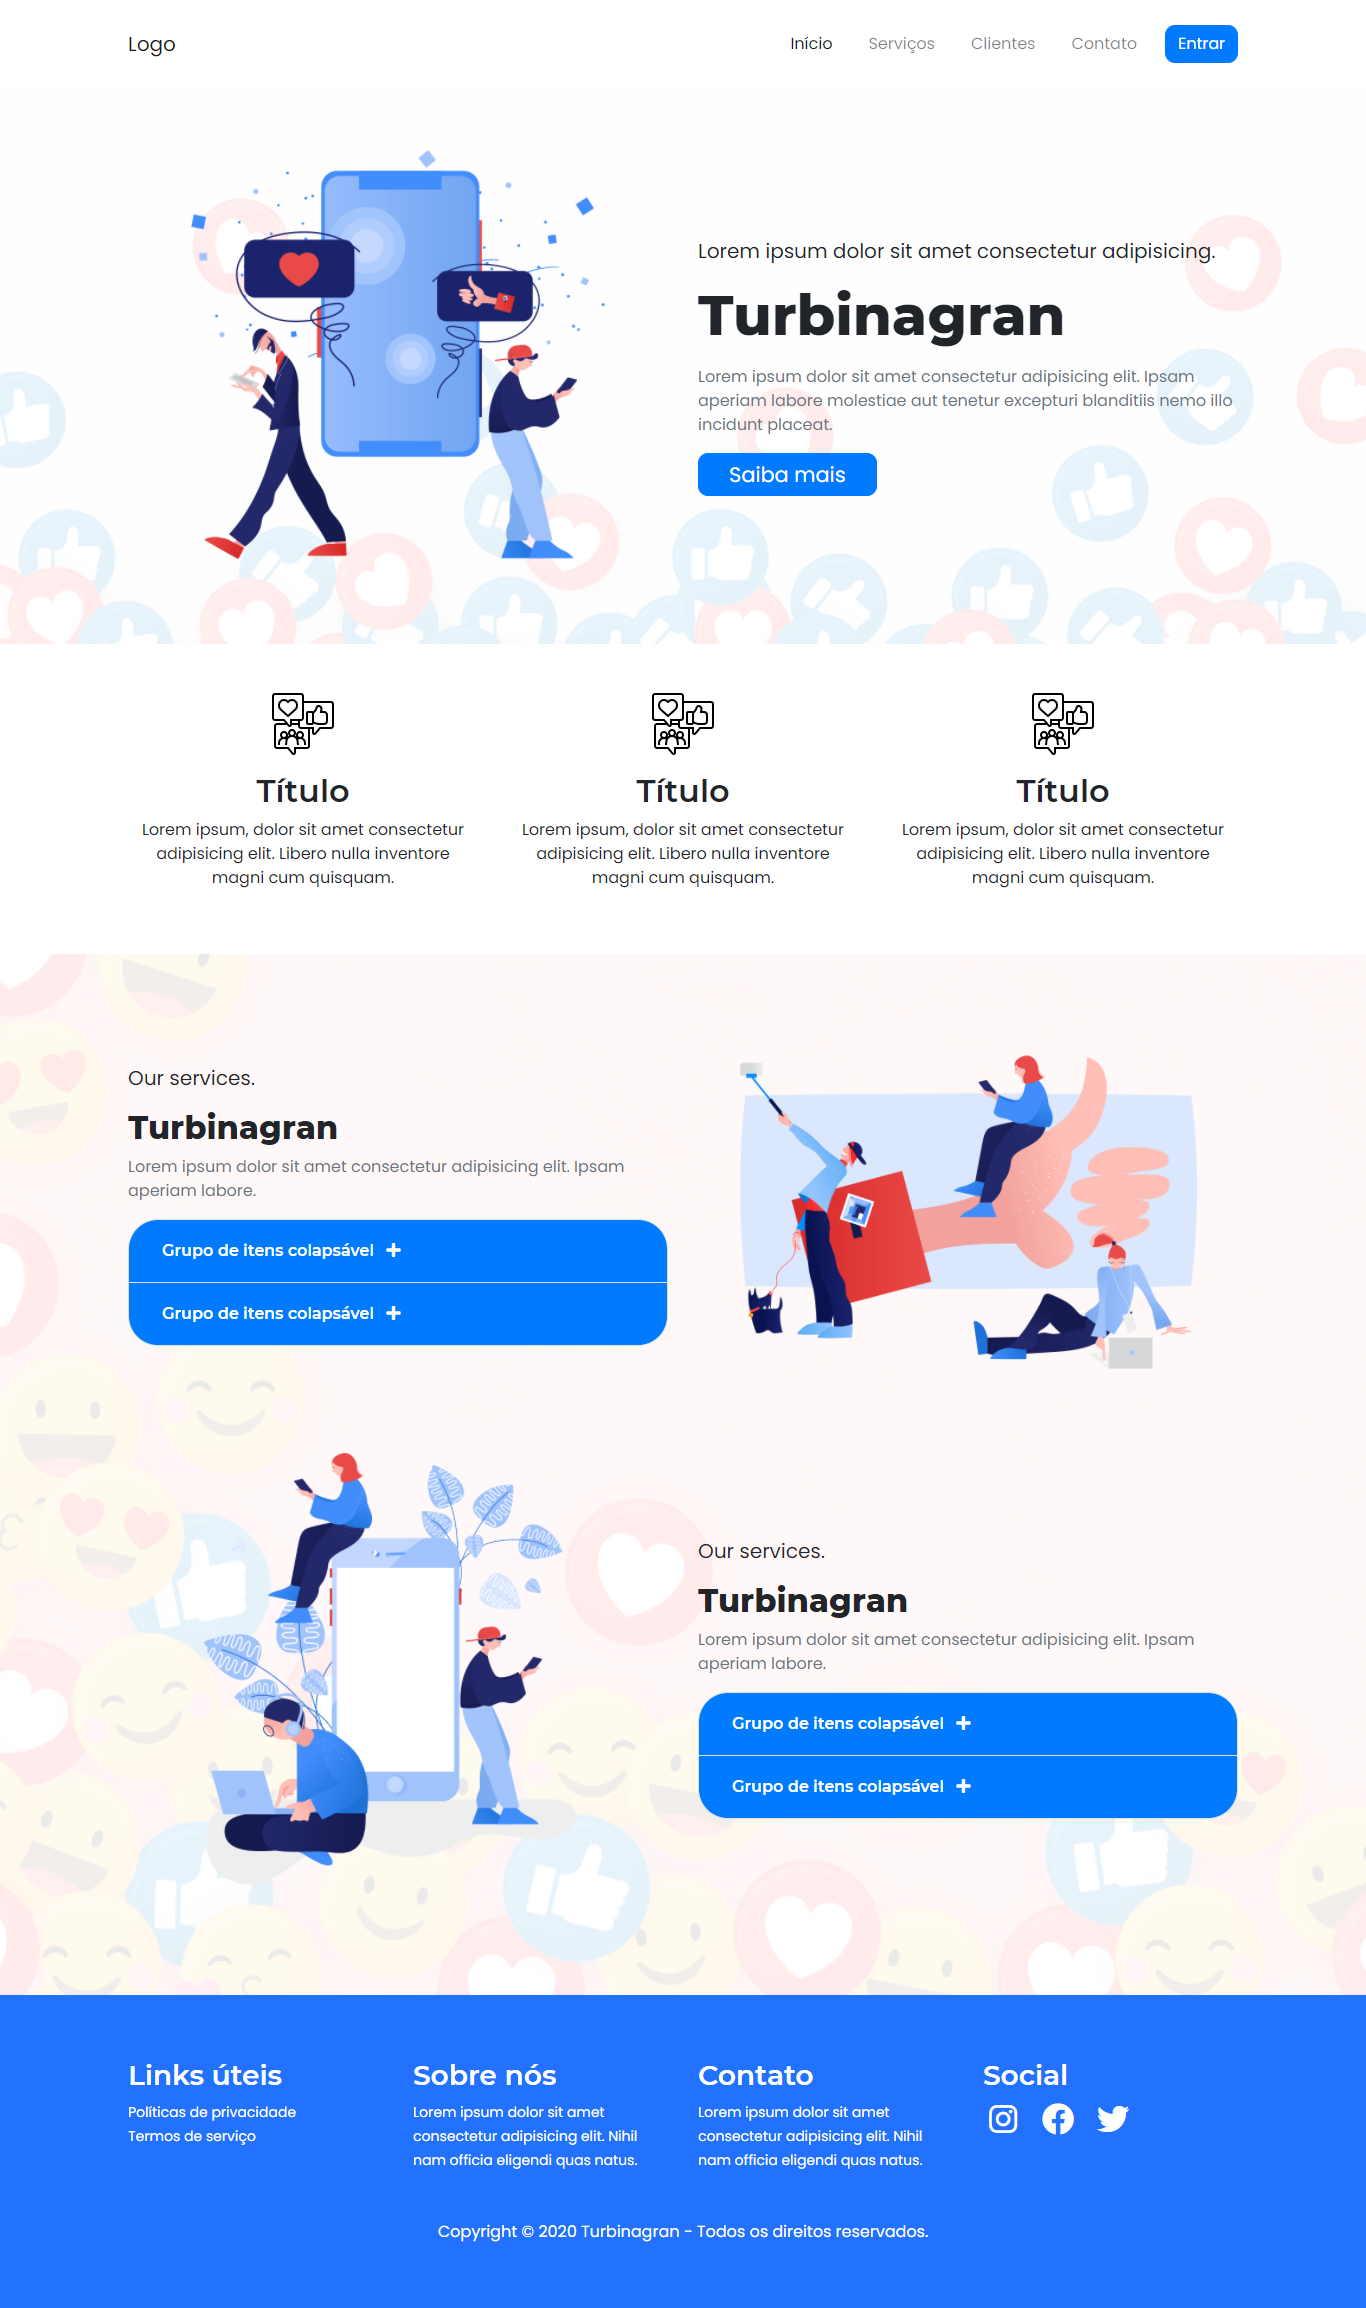 Logo
Início
Serviços
Clientes
Contato
Entrar
Lorem ipsum dolor sit amet consectetur adipisicing.
Turbinagran
Lorem ipsum dolor sit amet consectetur adipisicing elit. Ipsam
aperiam labore molestiae aut tenetur excepturi blanditiis nemo illo
incidunt placeat.
Saiba mais
Título
Lorem ipsum, dolor sit amet consectetur
adipisicing elit. Libero nulla inventore
magni cum quisquam.
Título
Lorem ipsum, dolor sit amet consectetur
adipisicing elit. Libero nulla inventore
magni cum quisquam.
Título
Lorem ipsum, dolor sit amet consectetur
adipisicing elit. Libero nulla inventore
magni cum quisquam.
Our services.
Turbinagran
Lorem ipsum dolor sit amet consectetur adipisicing elit. Ipsam
aperiam labore.
Grupo de itens colapsável
Grupo de itens colapsável
Our services.
Turbinagran
Lorem ipsum dolor sit amet consectetur adipisicing elit. Ipsam
aperiam labore.
Grupo de itens colapsável
Grupo de itens colapsável
Links úteis
Políticas de privacidade
Termos de serviço
Sobre nós
Lorem ipsum dolor sit amet
consectetur adipisicing elit. Nihil
nam officia eligendi quas natus.
Contato
Lorem ipsum dolor sit amet
consectetur adipisicing elit. Nihil
nam officia eligendi quas natus.
Social
Copyright © 2020 Turbinagran - Todos os direitos reservados.